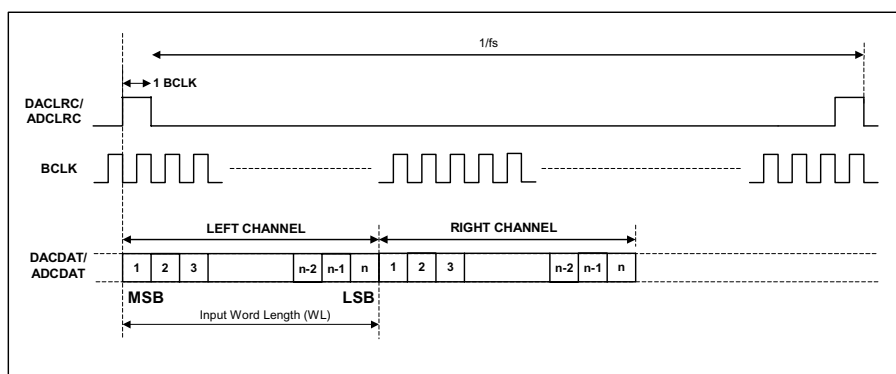 1/fs
1 BCLK
DACLRC/
ADCLRC
BCLK
LEFT CHANNEL
RIGHT CHANNEL
DACDAT/
ADCDAT
1 2 3 n-2 n-1 n 1 2 3 n-2 n-1 n
MSB LSB
Input Word Length (WL)